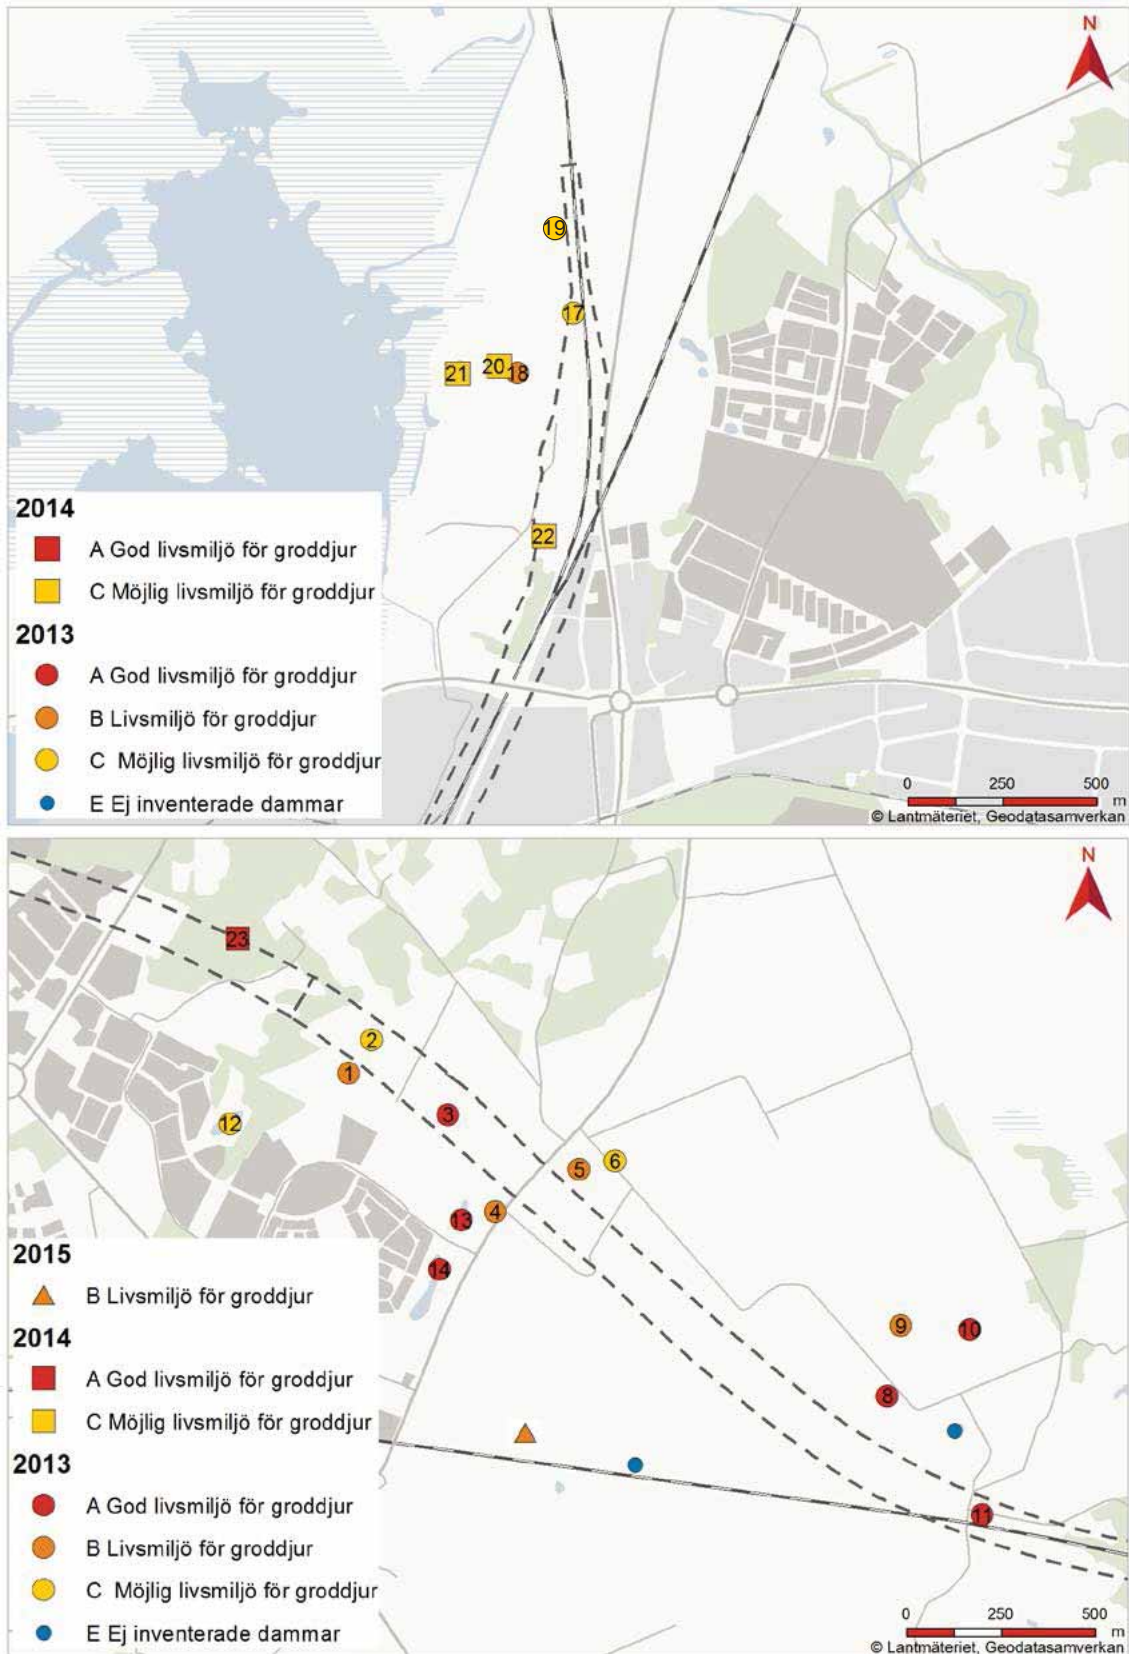 N
19
17
21
20
18
22
2014
A God livsmiljö för groddjur
C Möjlig livsmiljö för groddjur
2013
A God livsmiljö för groddjur
B Livsmiljö för groddjur
C Möjlig livsmiljö för groddjur
E Ej inventerade dammar
0 250 500
m
© Lantmäteriet, Geodatasamverkan
N
23
2
1
3
12
6
5
4
13
14
9
10
8
11
2015
B Livsmiljö för groddjur
2014
A God livsmiljö för groddjur
C Möjlig livsmiljö för groddjur
2013
A God livsmiljö för groddjur
B Livsmiljö för groddjur
C Möjlig livsmiljö för groddjur
E Ej inventerade dammar
0 250 500
m
© Lantmäteriet, Geodatasamverkan